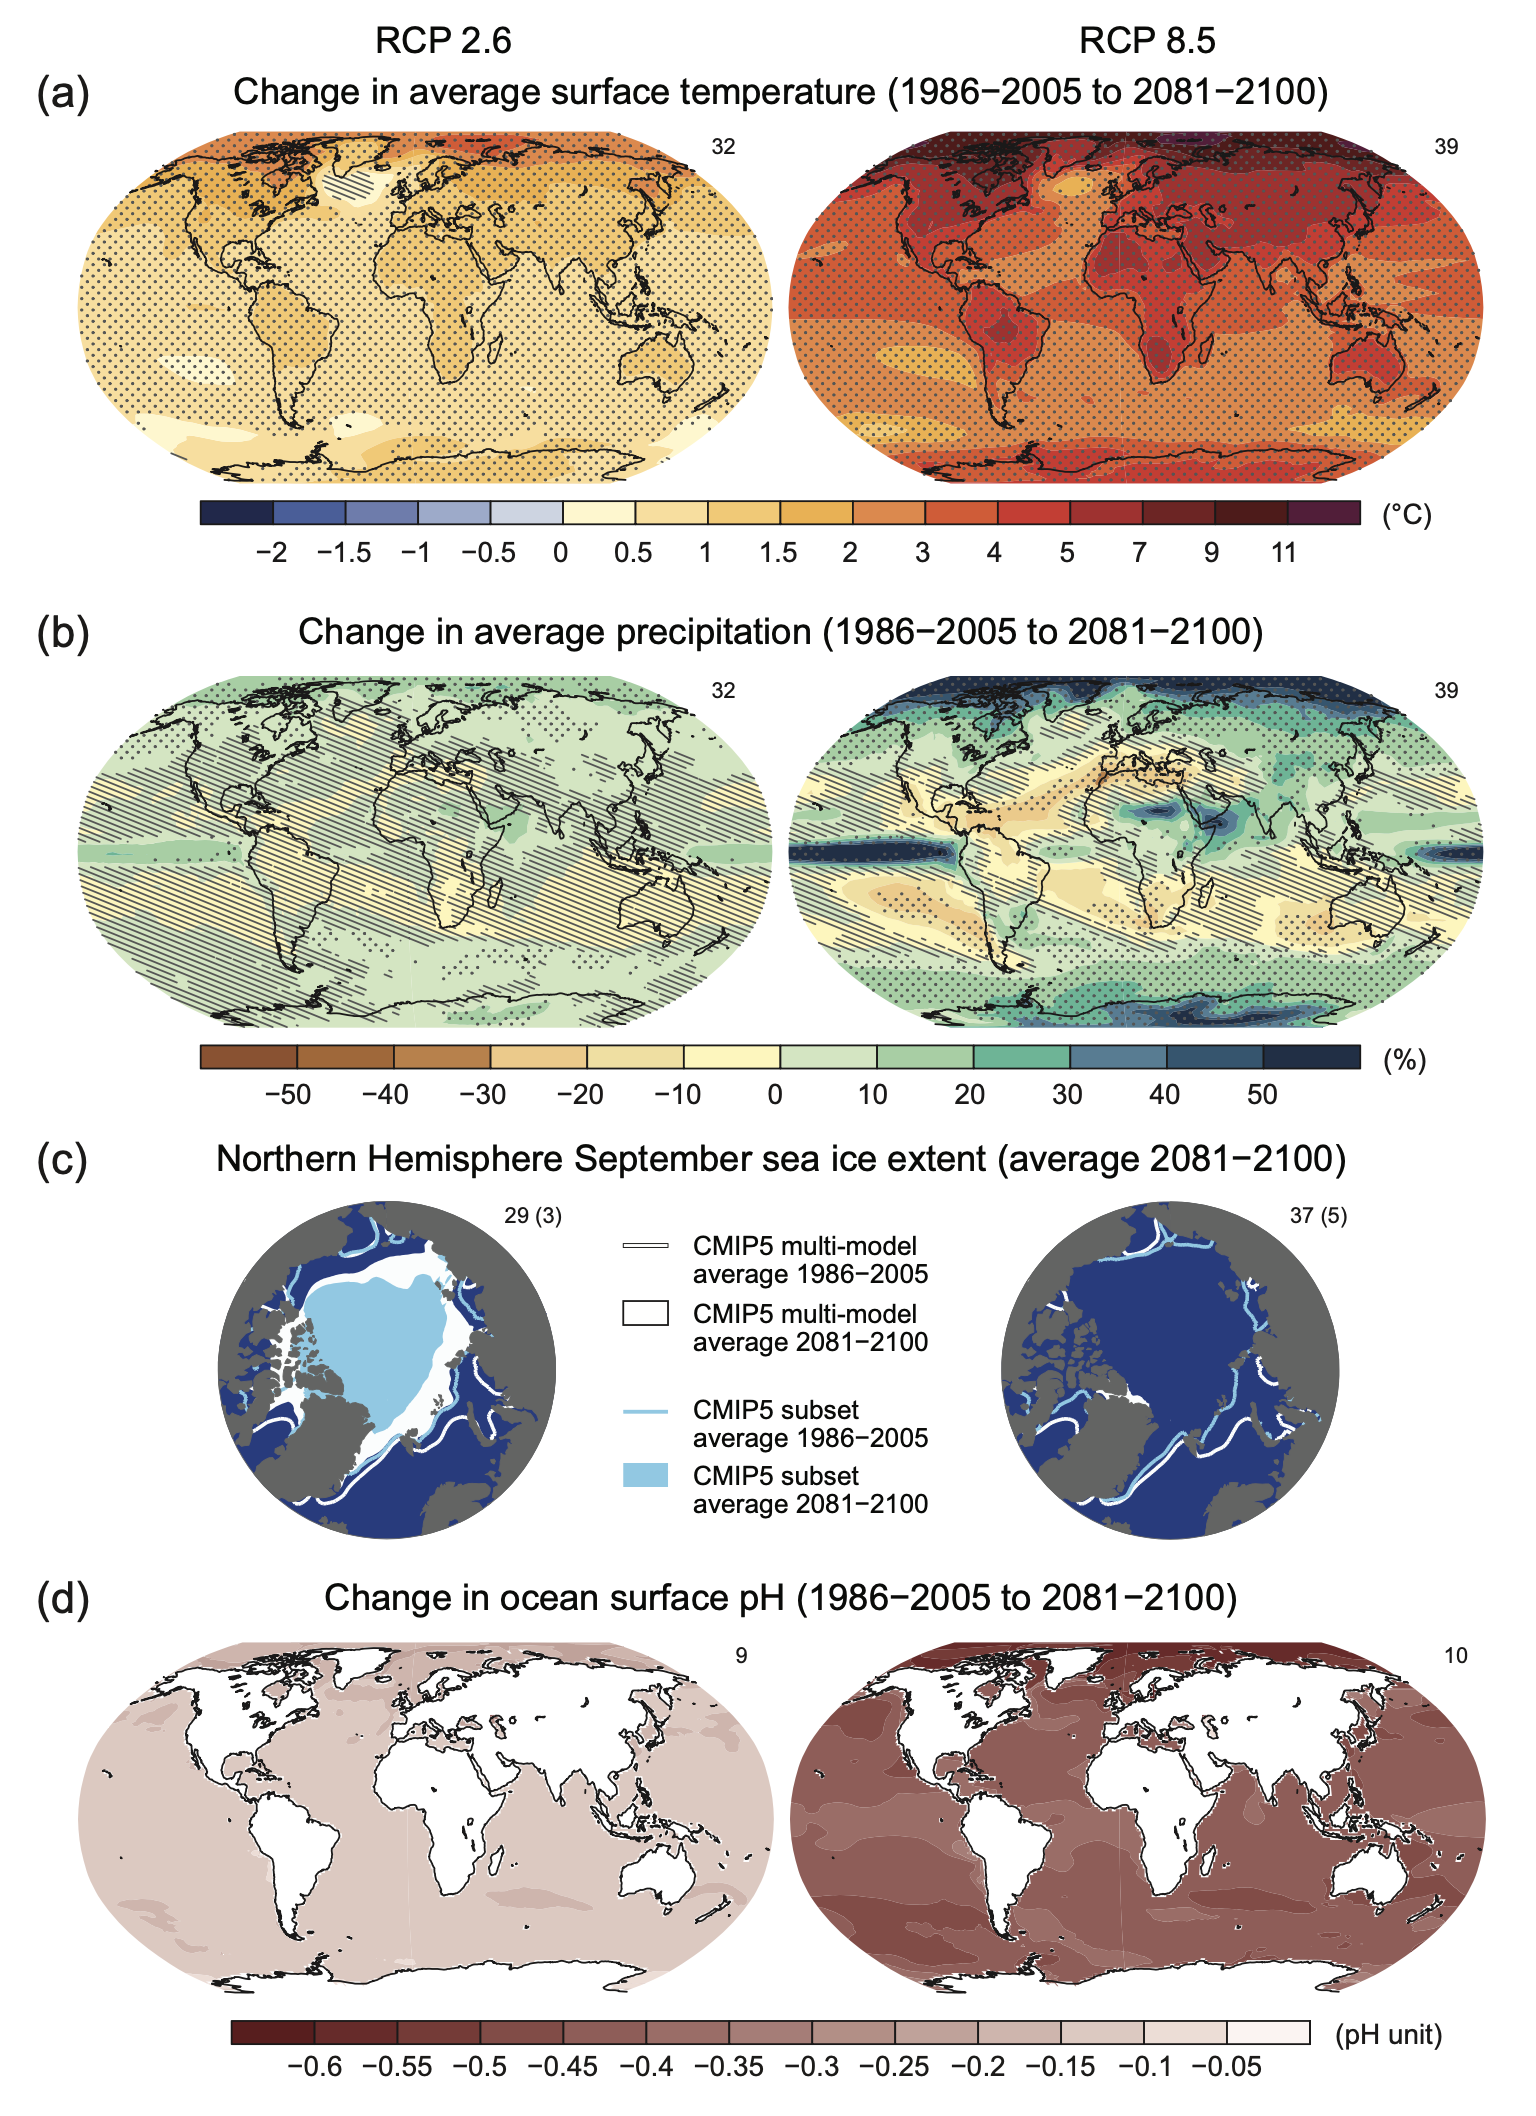 RCP 2.6
RCP 8.5
(a)
Change in average surface temperature (1986−2005 to 2081−2100)
32
39
(°C)
−2 −1.5 −1 −0.5 0 0.5 1 1.5 2 3 4 5 7 9 11
(b)
Change in average precipitation (1986−2005 to 2081−2100)
32
39
(%)
−50 −40 −30 −20 −10 0 10 20 30 40 50
(c)
Northern Hemisphere September sea ice extent (average 2081−2100)
29 (3)
CMIP5 multi-model
average 1986−2005
CMIP5 multi-model
average 2081−2100
CMIP5 subset
average 1986−2005
CMIP5 subset
average 2081−2100
37 (5)
(d)
Change in ocean surface pH (1986−2005 to 2081−2100)
9
10
(pH unit)
−0.6 −0.55 −0.5 −0.45 −0.4 −0.35 −0.3 −0.25 −0.2 −0.15 −0.1 −0.05